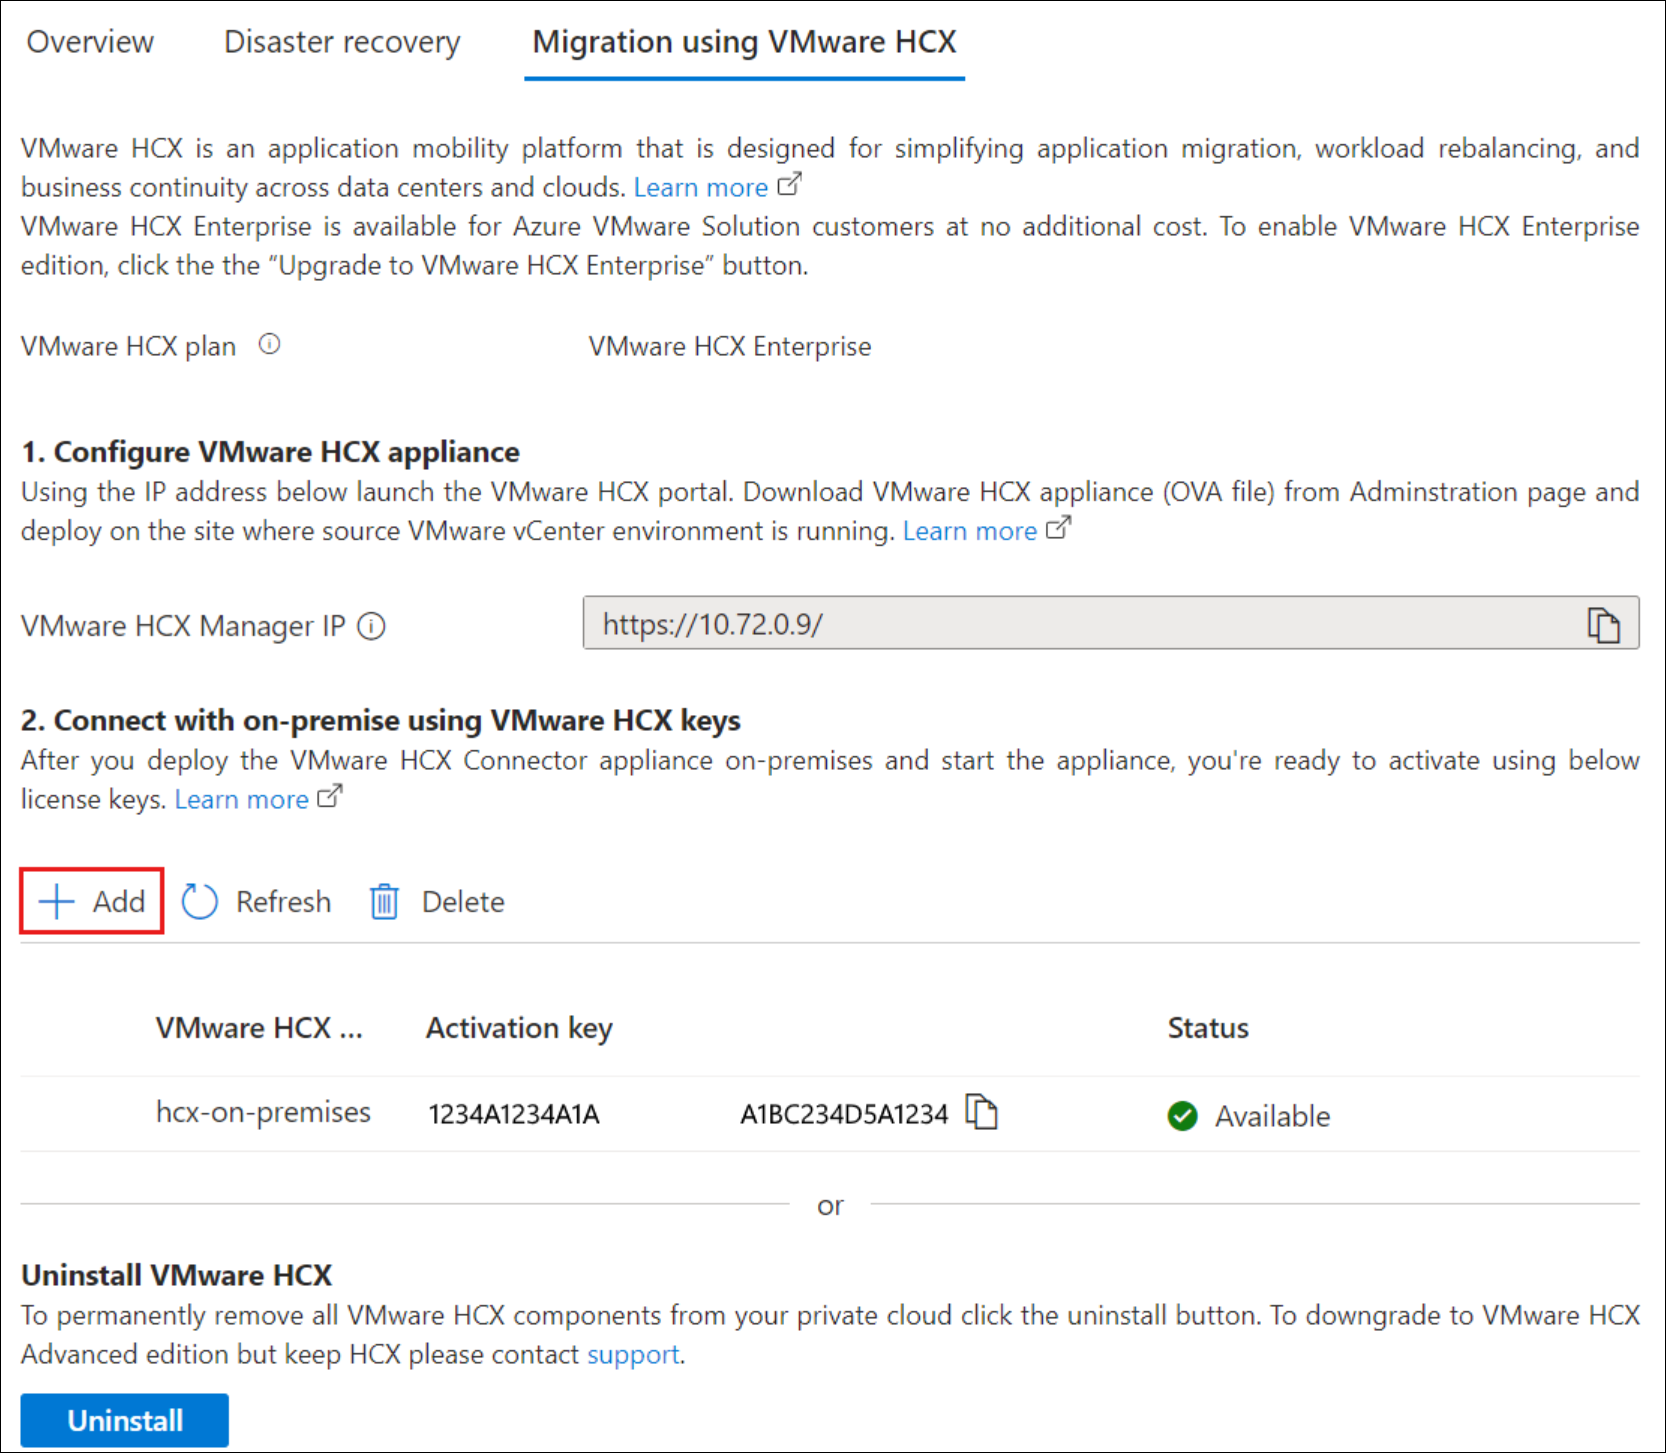 Overview Disaster recovery Migration using VMware HCX
VMware HCX is an application mobility platform that is designed for simplifying application migration, workload rebalancing, and
business continuity across data centers and clouds. Learn more
VMware HCX Enterprise is available for Azure VMware Solution customers at no additional cost. To enable VMware HCX Enterprise
edition, click the the “Upgrade to VMware HCX Enterprise” button.
VMware HCX plan VMware HCX Enterprise
1. Configure VMware HCX appliance
Using the IP address below launch the VMware HCX portal. Download VMware HCX appliance (OVA file) from Adminstration page and
deploy on the site where source VMware vCenter environment is running. Learn more
VMware HCX Manager IP https://10.72.0.9/
2. Connect with on-premise using VMware HCX keys
After you deploy the VMware HCX Connector appliance on-premises and start the appliance, you're ready to activate using below
license keys. Learn more
Add Refresh Delete
VMware HCX ... Activation key Status
hcx-on-premises 1234A1234A1A A1BC234D5A1234 Available
or
Uninstall VMware HCX
To permanently remove all VMware HCX components from your private cloud click the uninstall button. To downgrade to VMware HCX
Advanced edition but keep HCX please contact support.
Uninstall